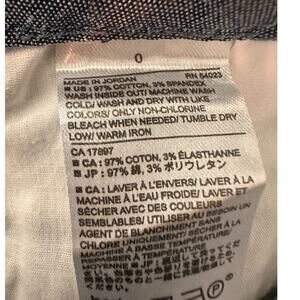 0
MADE IN JORDAN RN 54023
■ US: 97% COTTON, 3% SPANDEX
WASH INSIDE OUT/ MACHINE WASH
COLD/ WASH AND DRY WITH LIKE
COLORS/ ONLY NON-CHLORINE
BLEACH WHEN NEEDED/ TUMBLE DRY
LOW/ WARM IRON
CA 17897
■ CA: 97% COTTON, 3% ÉLASTHANNE
■ JP: 97% 綿, 3% ポリウレタン
■ CA: LAVER À L'ENVERS/ LAVER À LA
MACHINE À L'EAU FROIDE/ LAVER ET
SÉCHER AVEC DES COULEURS
SEMBLABLES/ UTILISER AU BESOIN UN
AGENT DE BLANCHIMENT SANS
CHLORE UNIQUEMENT/ SÉCHER À LA
MACHINE À BASSE TEMPÉRATURE/
REPASSER À TEMPÉRATURE
MOYENNE